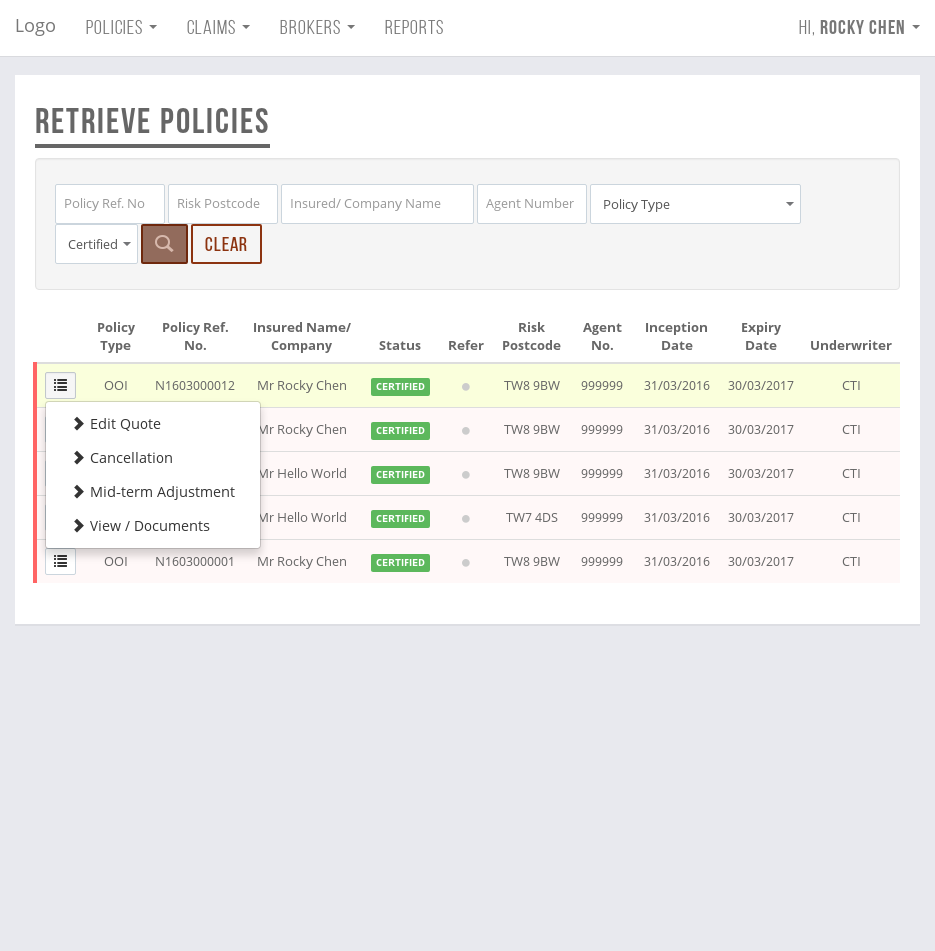 Logo POLICIES CLAIMS BROKERS REPORTS HI, ROCKY CHEN
RETRIEVE POLICIES
Policy Ref. No Risk Postcode Insured/ Company Name Agent Number Policy Type
Certified CLEAR
Policy Type Policy Ref. No. Insured Name/ Company Status Refer Risk Postcode Agent No. Inception Date Expiry Date Underwriter
OOI N1603000012 Mr Rocky Chen CERTIFIED TW8 9BW 999999 31/03/2016 30/03/2017 CTI
Edit Quote
Mr Rocky Chen CERTIFIED TW8 9BW 999999 31/03/2016 30/03/2017 CTI
Cancellation
Mr Hello World CERTIFIED TW8 9BW 999999 31/03/2016 30/03/2017 CTI
Mid-term Adjustment
Mr Hello World CERTIFIED TW7 4DS 999999 31/03/2016 30/03/2017 CTI
View / Documents
OOI N1603000001 Mr Rocky Chen CERTIFIED TW8 9BW 999999 31/03/2016 30/03/2017 CTI